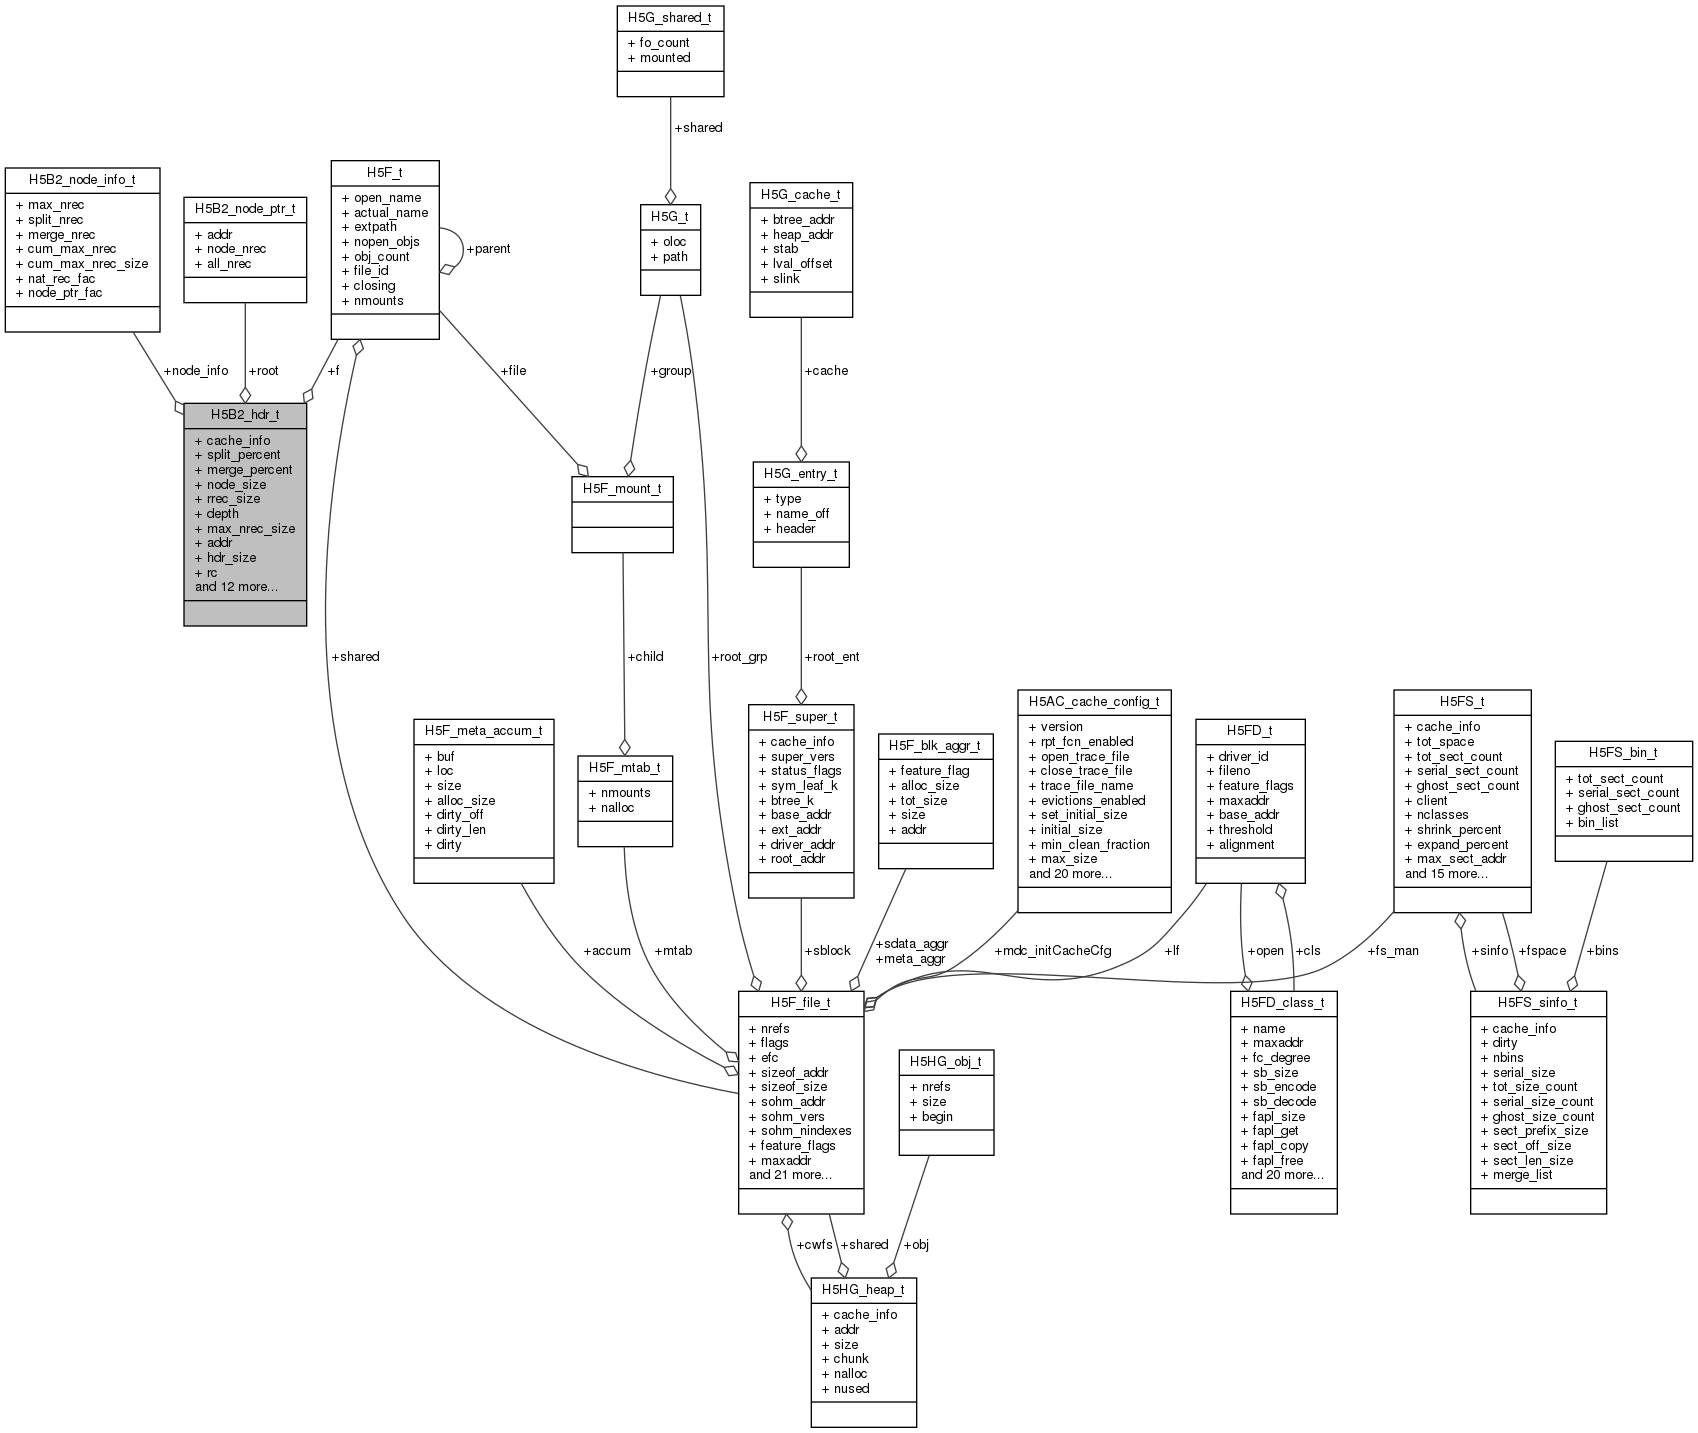 H5G_shared_t
+ fo_count
+ mounted
+shared
H5B2_node_info_t
+ max_nrec
+ split_nrec
+ merge_nrec
+ cum_max_nrec
+ cum_max_nrec_size
+ nat_rec_fac
+ node_ptr_fac
H5B2_node_ptr_t
+ addr
+ node_nrec
+ all_nrec
H5F_t
+ open_name
+ actual_name
+ extpath
+ nopen_objs
+ obj_count
+ file_id
+ closing
+ nmounts
+parent
H5G_t
+ oloc
+ path
H5G_cache_t
+ btree_addr
+ heap_addr
+ stab
+ lval_offset
+ slink
+node_info
+root
+f
+file
+group
+cache
H5B2_hdr_t
+ cache_info
+ split_percent
+ merge_percent
+ node_size
+ rrec_size
+ depth
+ max_nrec_size
+ addr
+ hdr_size
+ rc
and 12 more...
H5F_mount_t
H5G_entry_t
+ type
+ name_off
+ header
+shared
+child
+root_grp
+root_ent
H5F_meta_accum_t
+ buf
+ loc
+ size
+ alloc_size
+ dirty_off
+ dirty_len
+ dirty
H5F_mtab_t
+ nmounts
+ nalloc
H5F_super_t
+ cache_info
+ super_vers
+ status_flags
+ sym_leaf_k
+ btree_k
+ base_addr
+ ext_addr
+ driver_addr
+ root_addr
H5F_blk_aggr_t
+ feature_flag
+ alloc_size
+ tot_size
+ size
+ addr
H5AC_cache_config_t
+ version
+ rpt_fcn_enabled
+ open_trace_file
+ close_trace_file
+ trace_file_name
+ evictions_enabled
+ set_initial_size
+ initial_size
+ min_clean_fraction
+ max_size
and 20 more...
H5FD_t
+ driver_id
+ fileno
+ feature_flags
+ maxaddr
+ base_addr
+ threshold
+ alignment
H5FS_t
+ cache_info
+ tot_space
+ tot_sect_count
+ serial_sect_count
+ ghost_sect_count
+ client
+ nclasses
+ shrink_percent
+ expand_percent
+ max_sect_addr
and 15 more...
H5FS_bin_t
+ tot_sect_count
+ serial_sect_count
+ ghost_sect_count
+ bin_list
+accum
+mtab
+sblock
+sdata_aggr
+meta_aggr
+mdc_initCacheCfg
+lf
+open
+cls
+fs_man
+sinfo
+fspace
+bins
H5F_file_t
+ nrefs
+ flags
+ efc
+ sizeof_addr
+ sizeof_size
+ sohm_addr
+ sohm_vers
+ sohm_nindexes
+ feature_flags
+ maxaddr
and 21 more...
H5HG_obj_t
+ nrefs
+ size
+ begin
H5FD_class_t
+ name
+ maxaddr
+ fc_degree
+ sb_size
+ sb_encode
+ sb_decode
+ fapl_size
+ fapl_get
+ fapl_copy
+ fapl_free
and 20 more...
H5FS_sinfo_t
+ cache_info
+ dirty
+ nbins
+ serial_size
+ tot_size_count
+ serial_size_count
+ ghost_size_count
+ sect_prefix_size
+ sect_off_size
+ sect_len_size
+ merge_list
+cwfs
+shared
+obj
H5HG_heap_t
+ cache_info
+ addr
+ size
+ chunk
+ nalloc
+ nused